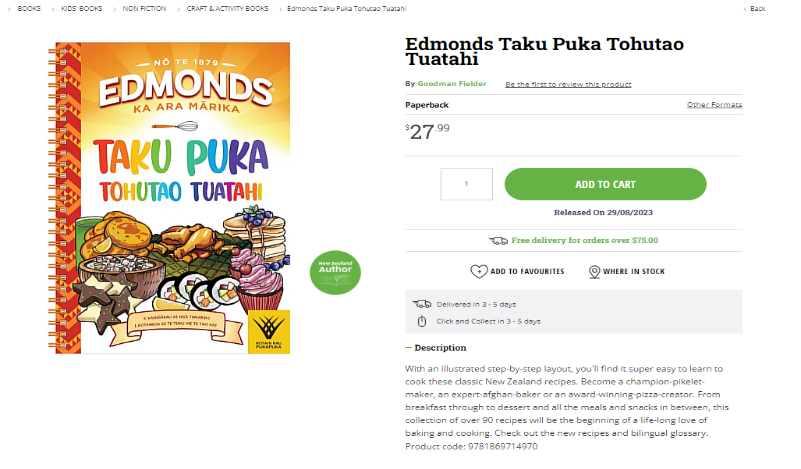 BOOKS > KIDS' BOOKS > NON FICTION > CRAFT & ACTIVITY BOOKS > Edmonds Taku Puka Tohutao Tuatahi
‹ Back
NŌ TE 1879
EDMONDS
KA ARA MĀRIKA
TAKU PUKA
TOHUTAO TUATAHI
New Zealand
Author
Edmonds Taku Puka Tohutao
Tuatahi
By Goodman Fielder
Be the first to review this product
Paperback
Other Formats
$27.99
1
ADD TO CART
Released On 29/08/2023
Free delivery for orders over $75.00
ADD TO FAVOURITES
WHERE IN STOCK
Delivered in 3 - 5 days
Click and Collect in 3 - 5 days
— Description
With an illustrated step-by-step layout, you'll find it super easy to learn to
cook these classic New Zealand recipes. Become a champion-pikelet-
maker, an expert-afghan-baker or an award-winning-pizza-creator. From
breakfast through to dessert and all the meals and snacks in between, this
collection of over 90 recipes will be the beginning of a life-long love of
baking and cooking. Check out the new recipes and bilingual glossary.
Product code: 9781869714970